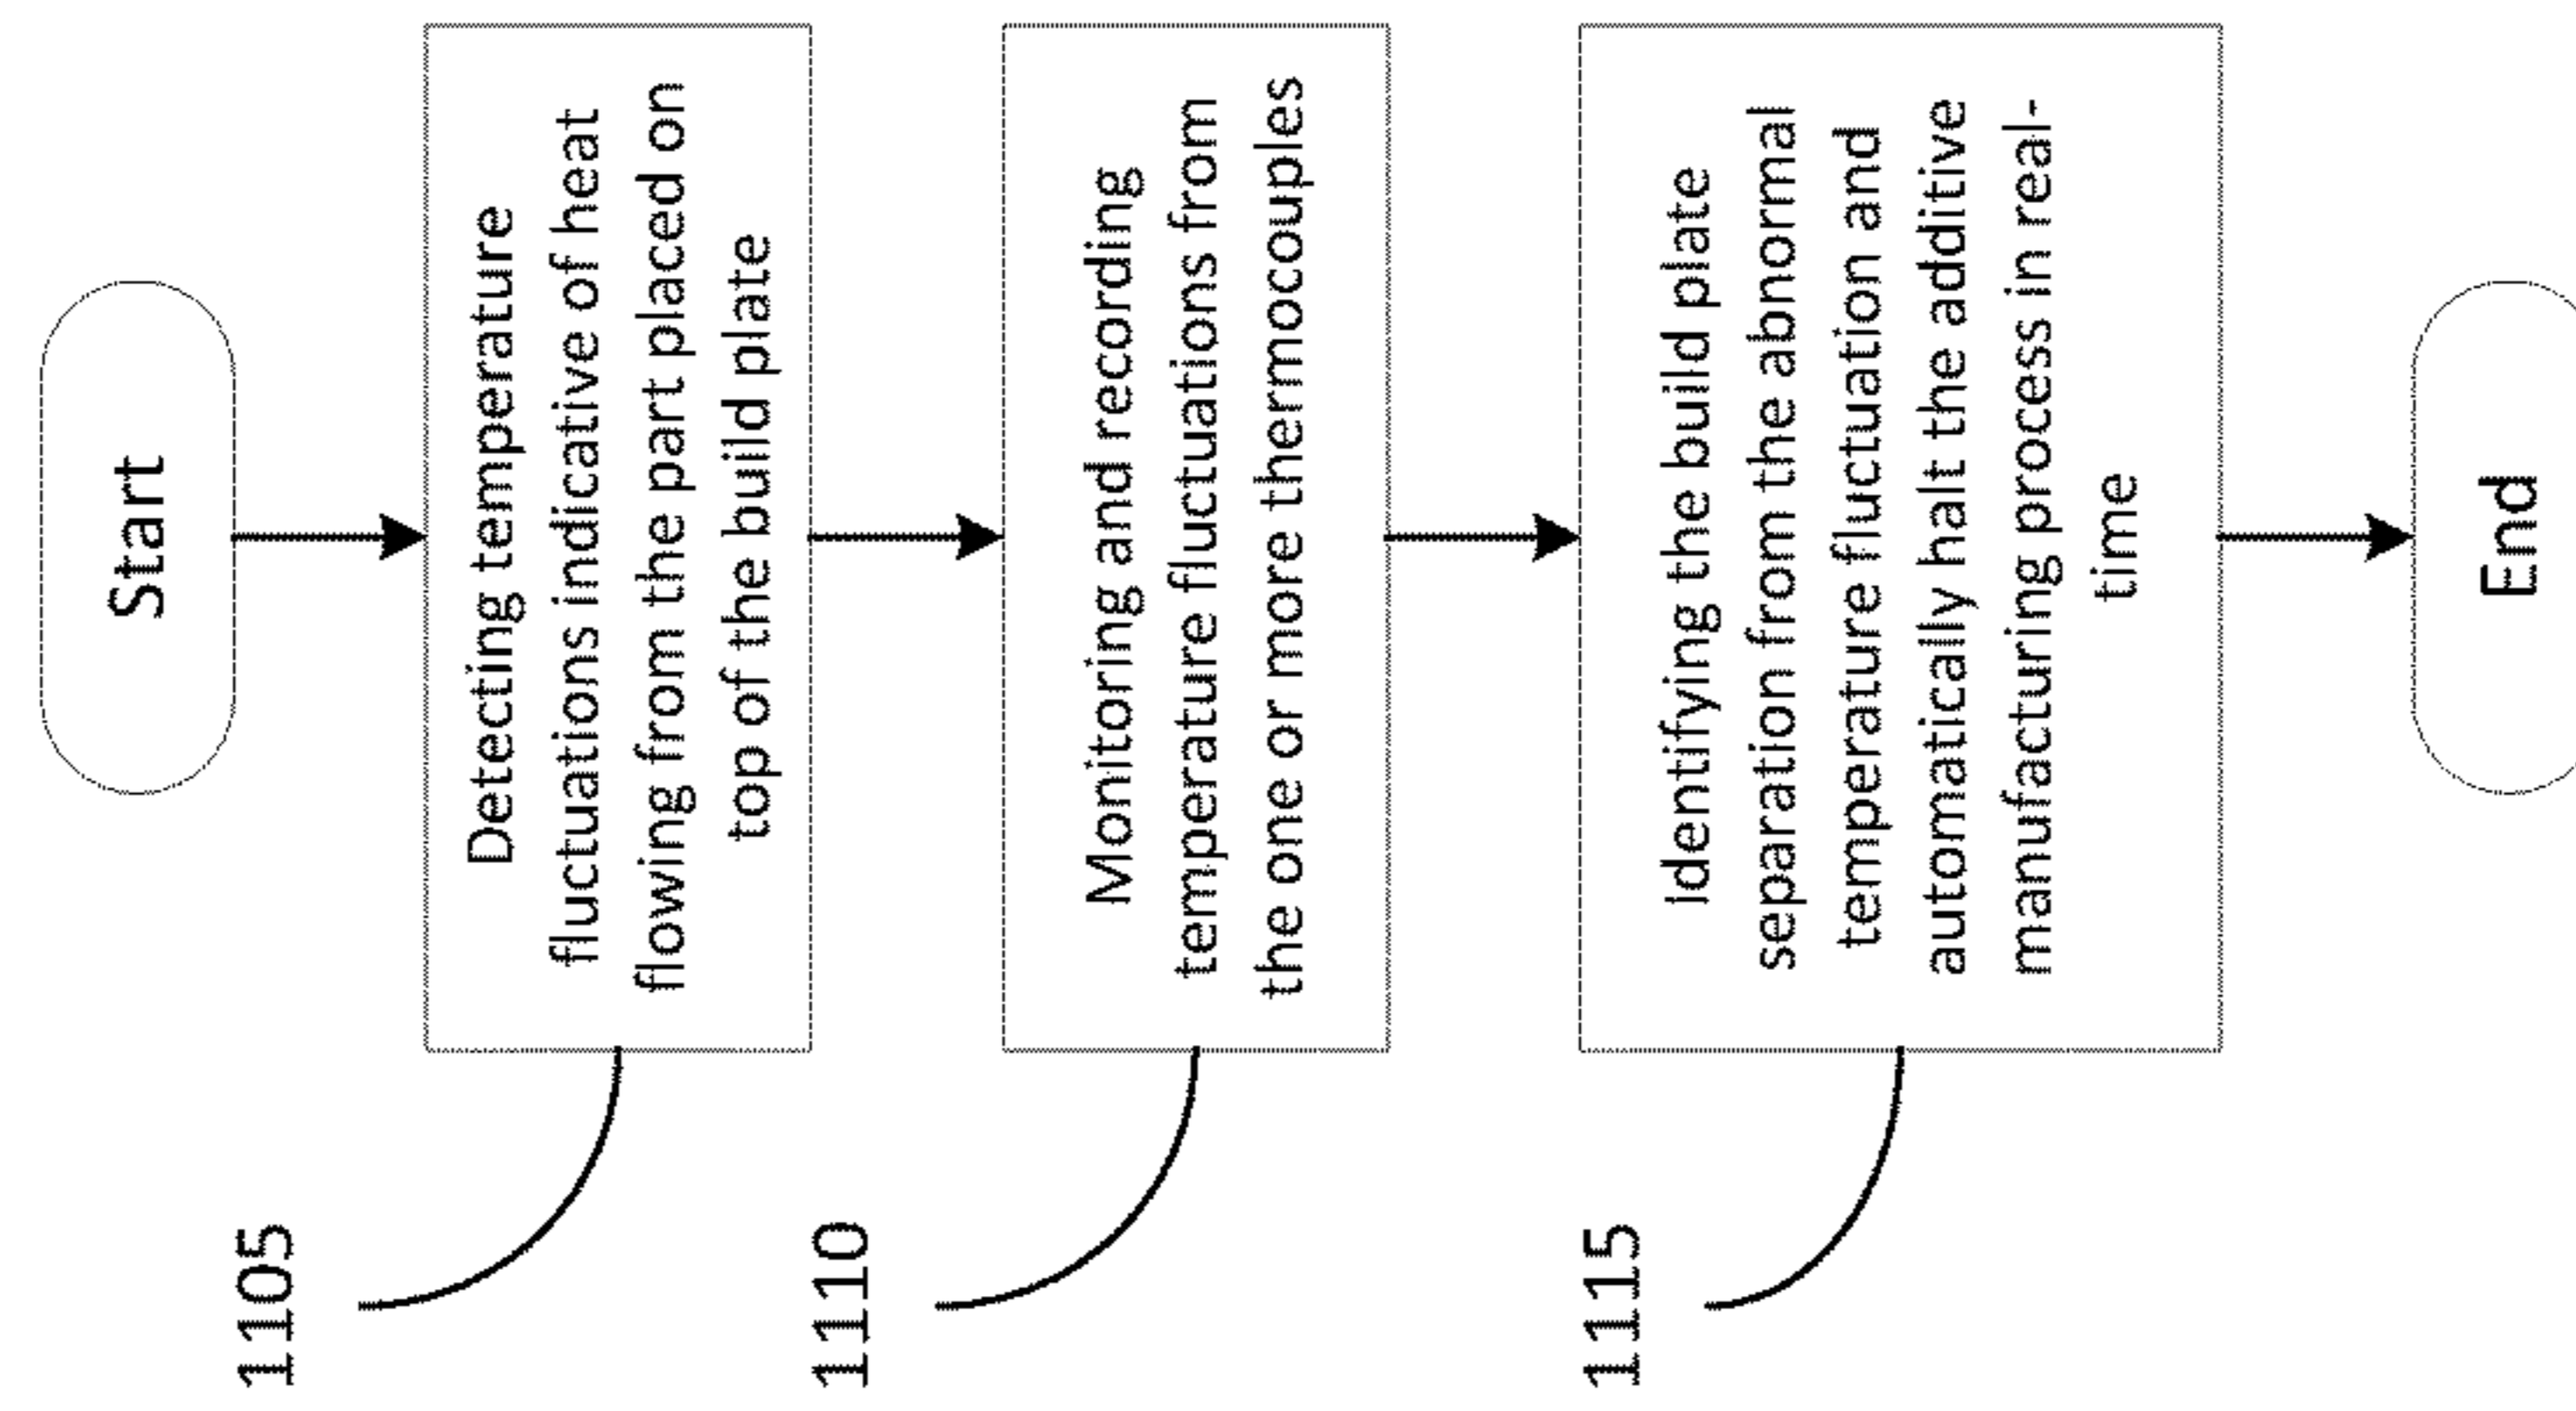 Start
1105
Detecting temperature
fluctuations indicative of heat
flowing from the part placed on
top of the build plate
1110
Monitoring and recording
temperature fluctuations from
the one or more thermocouples
1115
identifying the build plate
separation from the abnormal
temperature fluctuation and
automatically halt the additive
manufacturing process in real-
time
End